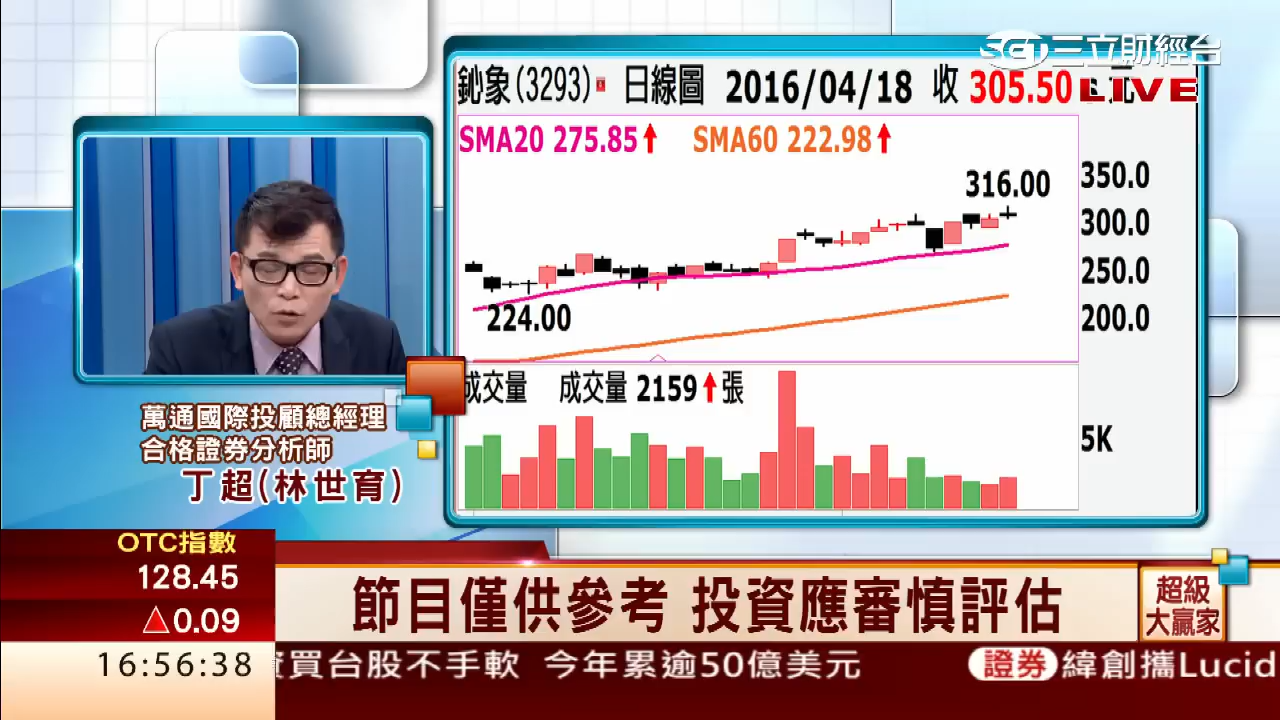 SET三立財經台
LIVE
鈊象(3293) 日線圖 2016/04/18 收 305.50 元
SMA20 275.85↑ SMA60 222.98↑
316.00
224.00
350.0
300.0
250.0
200.0
成交量 成交量 2159↑張
5K
萬通國際投顧總經理
合格證券分析師
丁超(林世育)
OTC指數
128.45
△0.09
16:56:38
節目僅供參考 投資應審慎評估
超級
大贏家
資買台股不手軟 今年累逾50億美元
證券 緯創攜Lucid